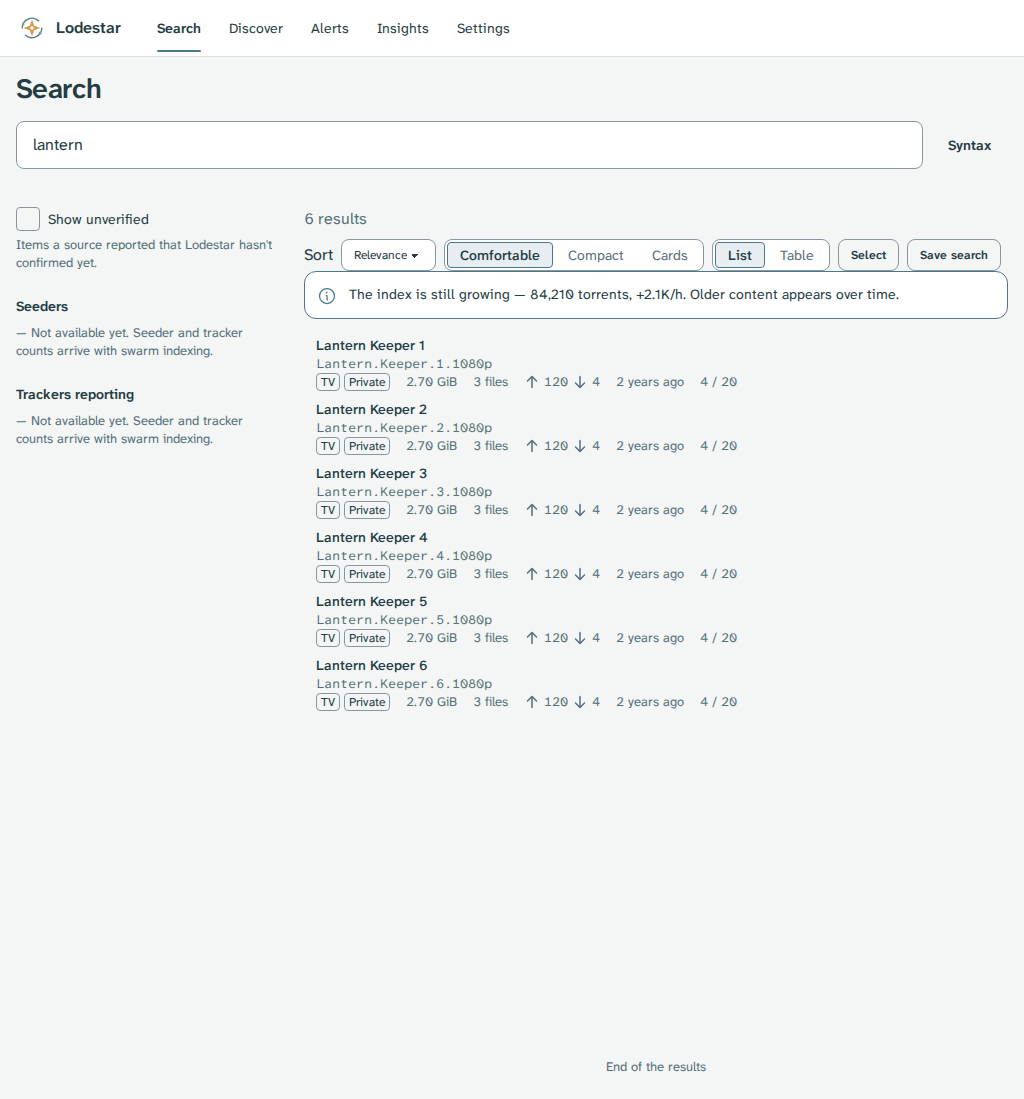 Lodestar Search Discover Alerts Insights Settings
Search
lantern
Syntax
Show unverified
Items a source reported that Lodestar hasn't
confirmed yet.
Seeders
— Not available yet. Seeder and tracker
counts arrive with swarm indexing.
Trackers reporting
— Not available yet. Seeder and tracker
counts arrive with swarm indexing.
6 results
Sort Relevance Comfortable Compact Cards List Table Select Save search
The index is still growing — 84,210 torrents, +2.1K/h. Older content appears over time.
Lantern Keeper 1
Lantern.Keeper.1.1080p
TV Private 2.70 GiB 3 files ↑ 120 ↓ 4 2 years ago 4 / 20
Lantern Keeper 2
Lantern.Keeper.2.1080p
TV Private 2.70 GiB 3 files ↑ 120 ↓ 4 2 years ago 4 / 20
Lantern Keeper 3
Lantern.Keeper.3.1080p
TV Private 2.70 GiB 3 files ↑ 120 ↓ 4 2 years ago 4 / 20
Lantern Keeper 4
Lantern.Keeper.4.1080p
TV Private 2.70 GiB 3 files ↑ 120 ↓ 4 2 years ago 4 / 20
Lantern Keeper 5
Lantern.Keeper.5.1080p
TV Private 2.70 GiB 3 files ↑ 120 ↓ 4 2 years ago 4 / 20
Lantern Keeper 6
Lantern.Keeper.6.1080p
TV Private 2.70 GiB 3 files ↑ 120 ↓ 4 2 years ago 4 / 20
End of the results